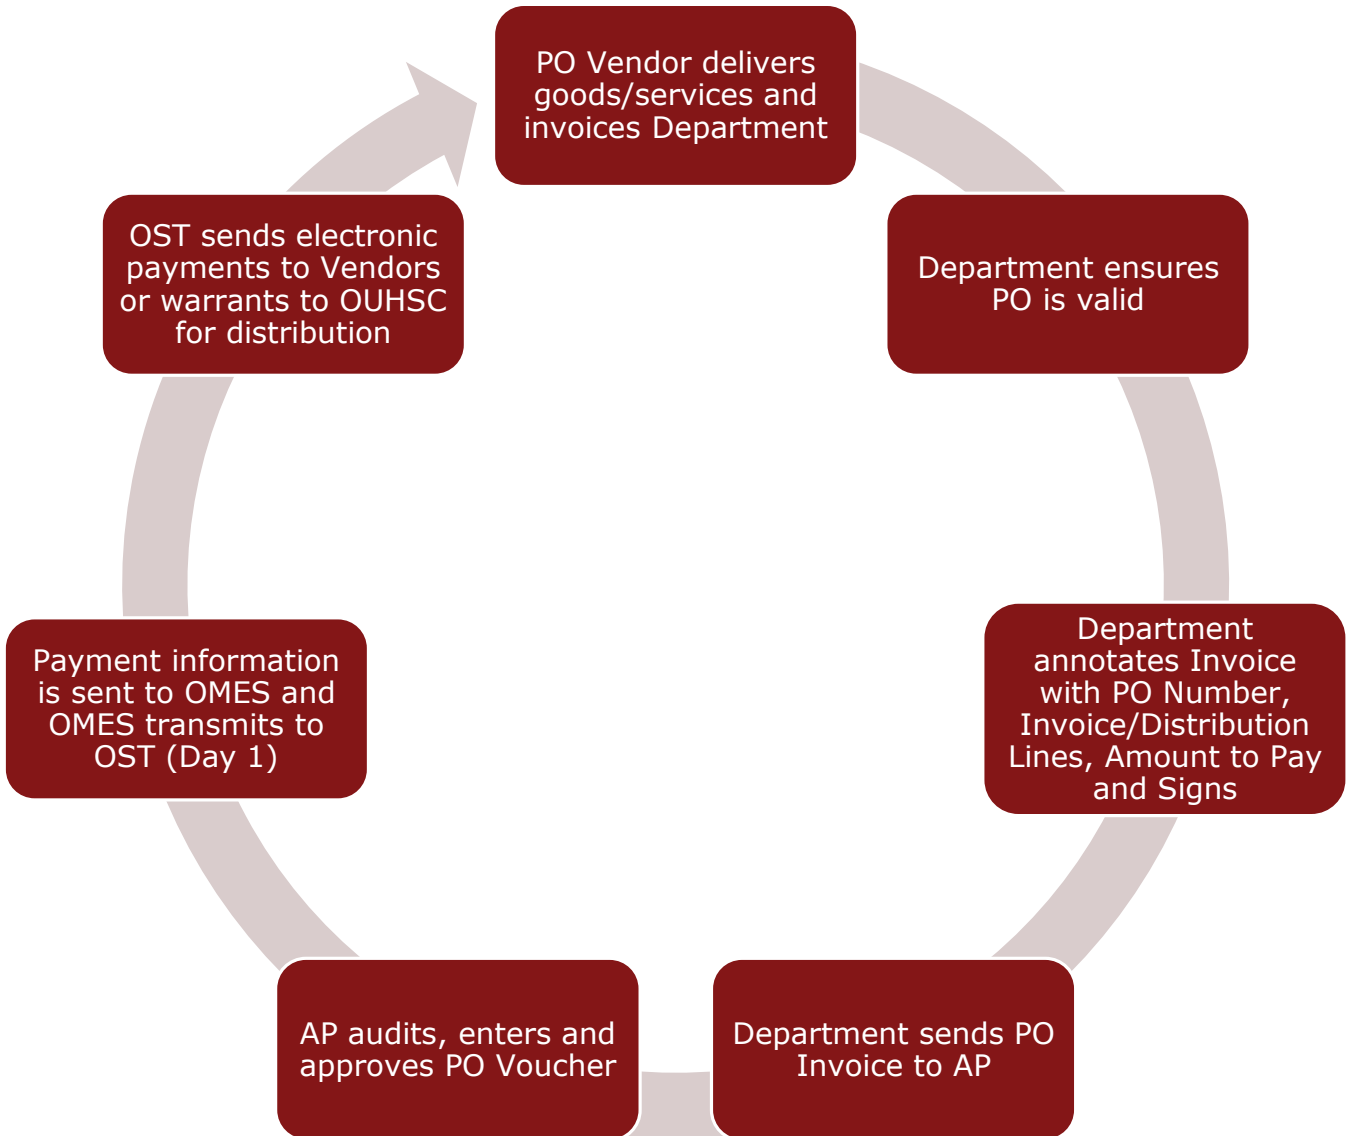 PO Vendor delivers
goods/services and
invoices Department
Department ensures
PO is valid
Department
annotates Invoice
with PO Number,
Invoice/Distribution
Lines, Amount to Pay
and Signs
Department sends PO
Invoice to AP
AP audits, enters and
approves PO Voucher
Payment information
is sent to OMES and
OMES transmits to
OST (Day 1)
OST sends electronic
payments to Vendors
or warrants to OUHSC
for distribution